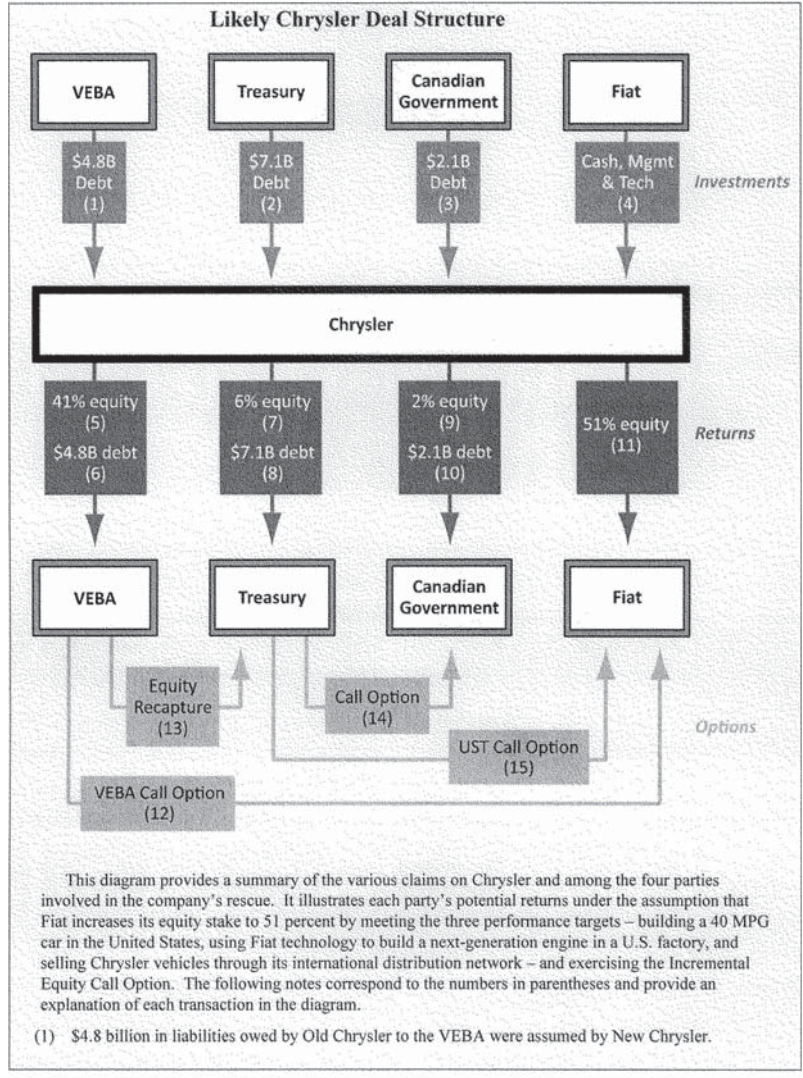 Likely Chrysler Deal Structure
VEBA
Treasury
Canadian
Government
Fiat
$4.8B
Debt
(1)
$7.1B
Debt
(2)
$2.1B
Debt
(3)
Cash, Mgmt
& Tech
(4)
Investments
Chrysler
41% equity
(5)
$4.8B debt
(6)
6% equity
(7)
$7.1B debt
(8)
2% equity
(9)
$2.1B debt
(10)
51% equity
(11)
Returns
VEBA
Treasury
Canadian
Government
Fiat
Equity
Recapture
(13)
Call Option
(14)
UST Call Option
(15)
VEBA Call Option
(12)
Options
This diagram provides a summary of the various claims on Chrysler and among the four parties
involved in the company's rescue. It illustrates each party's potential returns under the assumption that
Fiat increases its equity stake to 51 percent by meeting the three performance targets – building a 40 MPG
car in the United States, using Fiat technology to build a next-generation engine in a U.S. factory, and
selling Chrysler vehicles through its international distribution network – and exercising the Incremental
Equity Call Option. The following notes correspond to the numbers in parentheses and provide an
explanation of each transaction in the diagram.
(1) $4.8 billion in liabilities owed by Old Chrysler to the VEBA were assumed by New Chrysler.